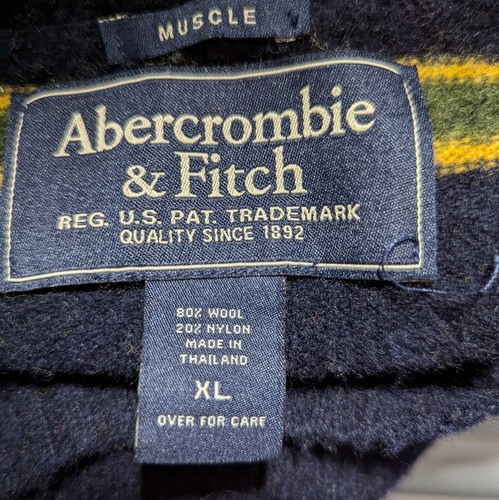 MUSCLE
Abercrombie
& Fitch
REG. U.S. PAT. TRADEMARK
QUALITY SINCE 1892
80% WOOL
20% NYLON
MADE IN
THAILAND
XL
OVER FOR CARE